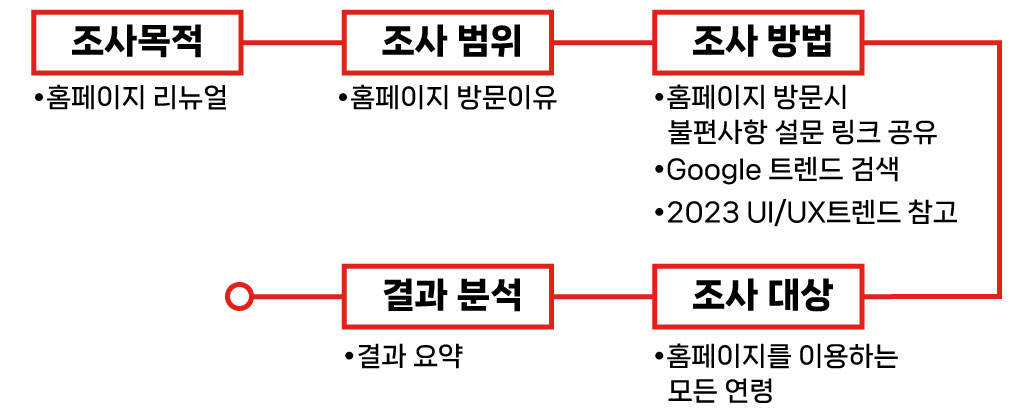 조사목적
•홈페이지 리뉴얼
조사 범위
•홈페이지 방문이유
조사 방법
•홈페이지 방문시
불편사항 설문 링크 공유
•Google 트렌드 검색
•2023 UI/UX트렌드 참고
조사 대상
•홈페이지를 이용하는
모든 연령
결과 분석
•결과 요약